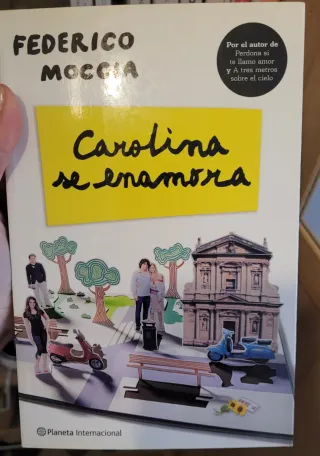 FEDERICO
MOCCIA
Por el autor de
Perdona si
te llamo amor
y A tres metros
sobre el cielo
Carolina
se enamora
Planeta Internacional